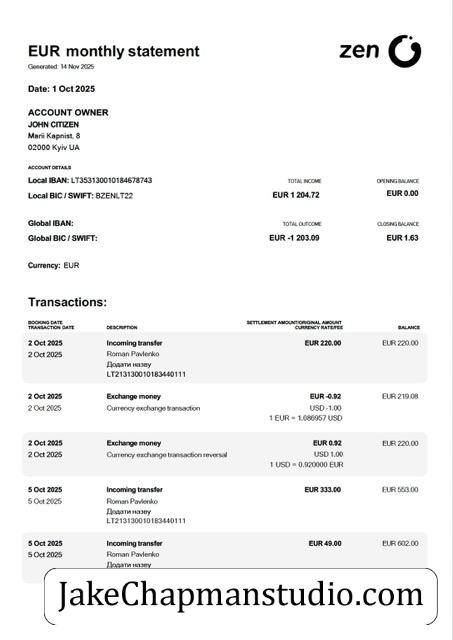 EUR monthly statement
zen
Generated: 14 Nov 2025
Date: 1 Oct 2025
ACCOUNT OWNER
JOHN CITIZEN
Marii Kapnist, 8
02000 Kyiv UA
ACCOUNT DETAILS
Local IBAN: LT353130010184678743
TOTAL INCOME
OPENING BALANCE
Local BIC / SWIFT: BZENLT22
EUR 1 204.72
EUR 0.00
Global IBAN:
TOTAL OUTCOME
CLOSING BALANCE
Global BIC / SWIFT:
EUR -1 203.09
EUR 1.63
Currency: EUR
Transactions:
BOOKING DATE
TRANSACTION DATE
DESCRIPTION
SETTLEMENT AMOUNT/ORIGINAL AMOUNT
CURRENCY RATE/FEE
BALANCE
2 Oct 2025 Incoming transfer EUR 220.00 EUR 220.00
2 Oct 2025 Roman Pavlenko
Додати назву
LT213130010183440111
2 Oct 2025 Exchange money EUR -0.92 EUR 219.08
2 Oct 2025 Currency exchange transaction USD -1.00
1 EUR = 1.086957 USD
2 Oct 2025 Exchange money EUR 0.92 EUR 220.00
2 Oct 2025 Currency exchange transaction reversal USD 1.00
1 USD = 0.920000 EUR
5 Oct 2025 Incoming transfer EUR 333.00 EUR 553.00
5 Oct 2025 Roman Pavlenko
Додати назву
LT213130010183440111
5 Oct 2025 Incoming transfer EUR 49.00 EUR 602.00
5 Oct 2025 Roman Pavlenko
Додати назву
JakeChapmanstudio.com